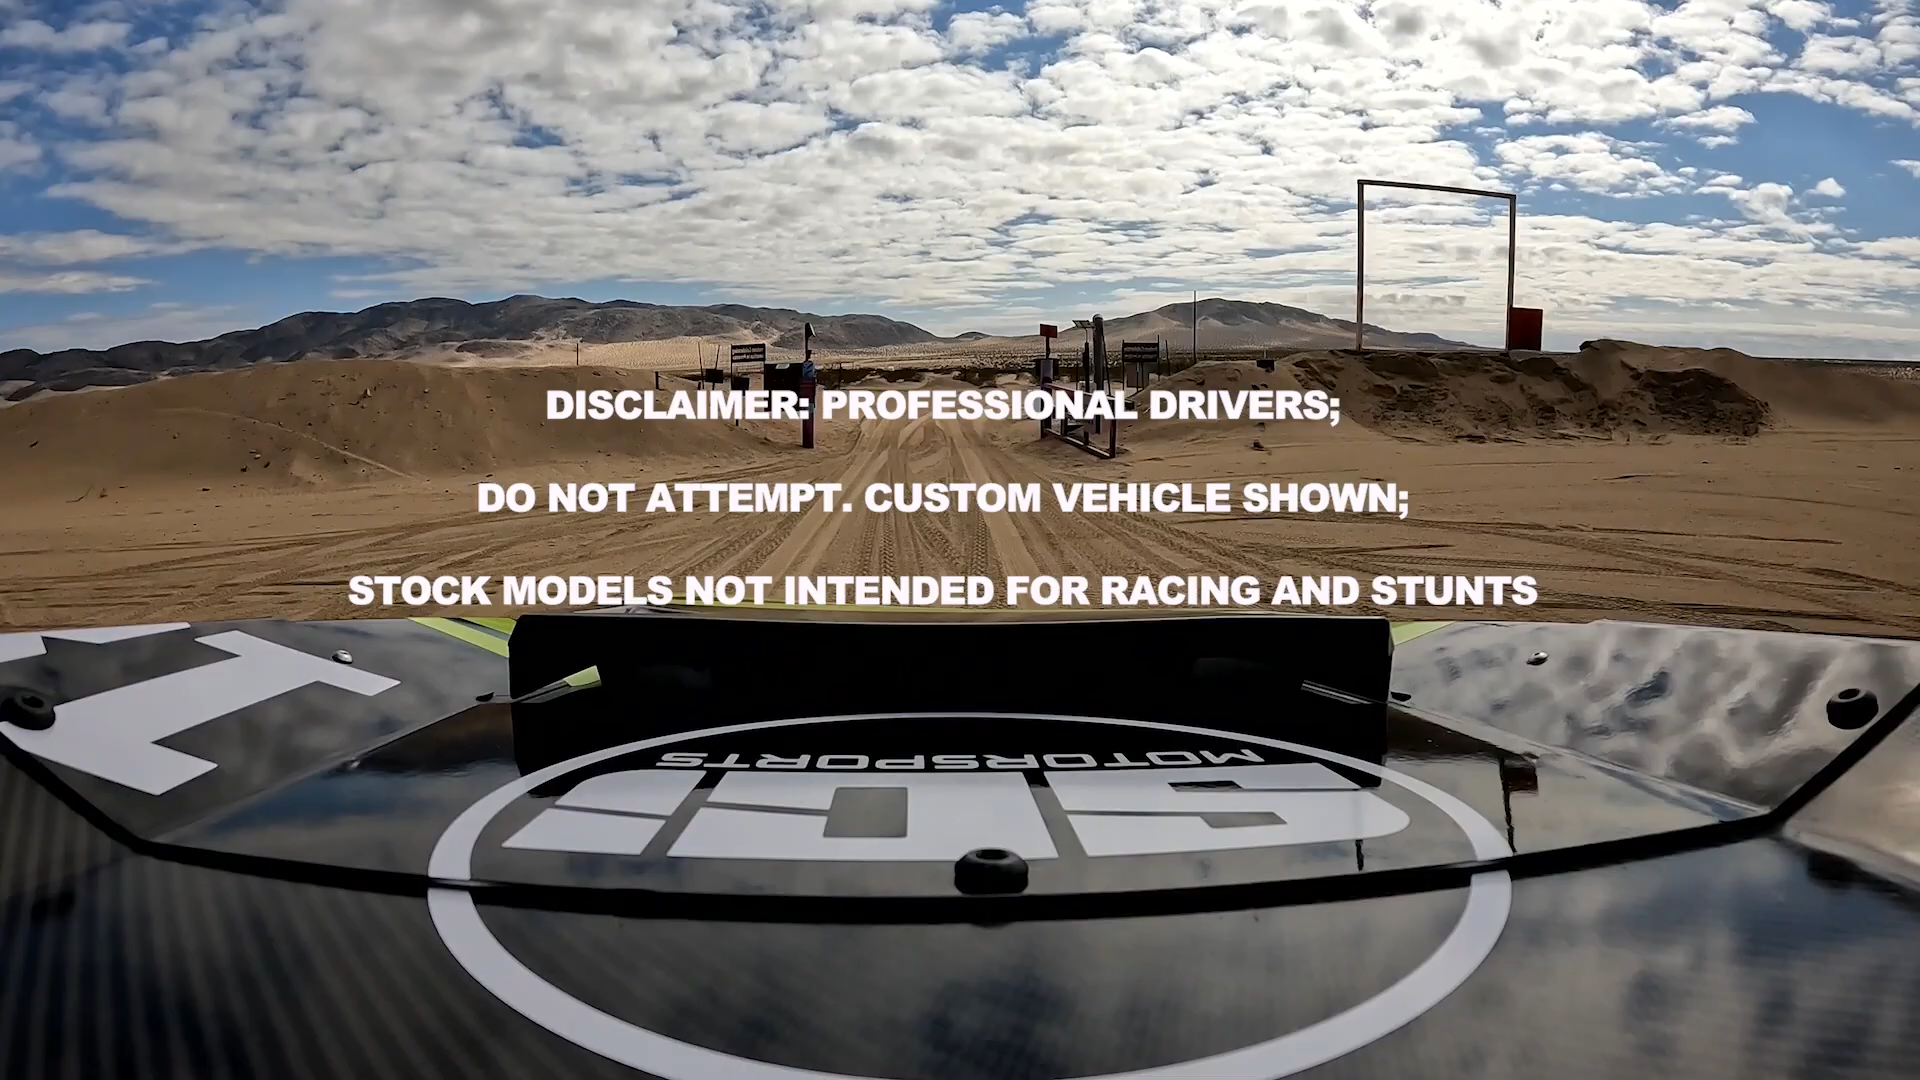 DISCLAIMER: PROFESSIONAL DRIVERS;
DO NOT ATTEMPT. CUSTOM VEHICLE SHOWN;
STOCK MODELS NOT INTENDED FOR RACING AND STUNTS
MOTORSPORTS